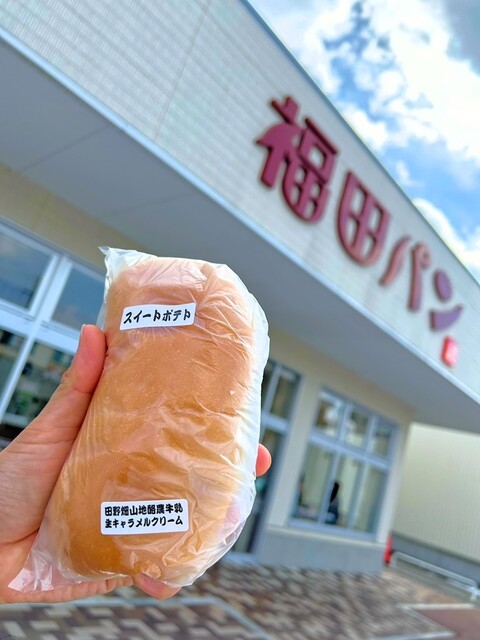 福田パン
スイートポテト
田野畑山地酪農牛乳
生キャラメルクリーム